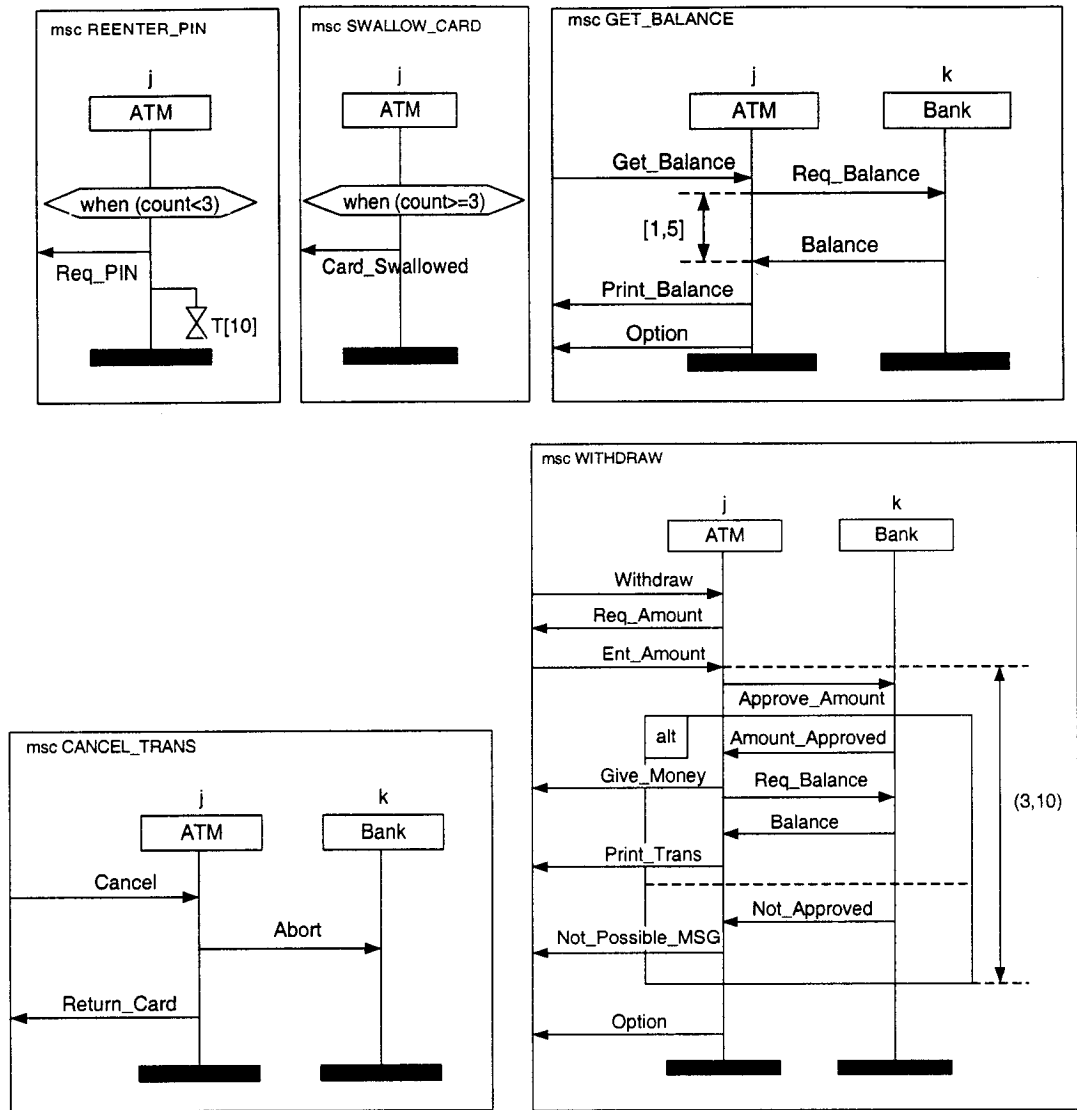 msc REENTER_PIN
j
ATM
when (count<3)
Req_PIN
T[10]
msc SWALLOW_CARD
j
ATM
when (count>=3)
Card_Swallowed
msc GET_BALANCE
j
k
ATM
Bank
Get_Balance
Req_Balance
[1,5]
Balance
Print_Balance
Option
msc WITHDRAW
j
k
ATM
Bank
Withdraw
Req_Amount
Ent_Amount
Approve_Amount
alt
Amount_Approved
Give_Money
Req_Balance
(3,10)
Balance
Print_Trans
Not_Approved
Not_Possible_MSG
Option
msc CANCEL_TRANS
j
k
ATM
Bank
Cancel
Abort
Return_Card